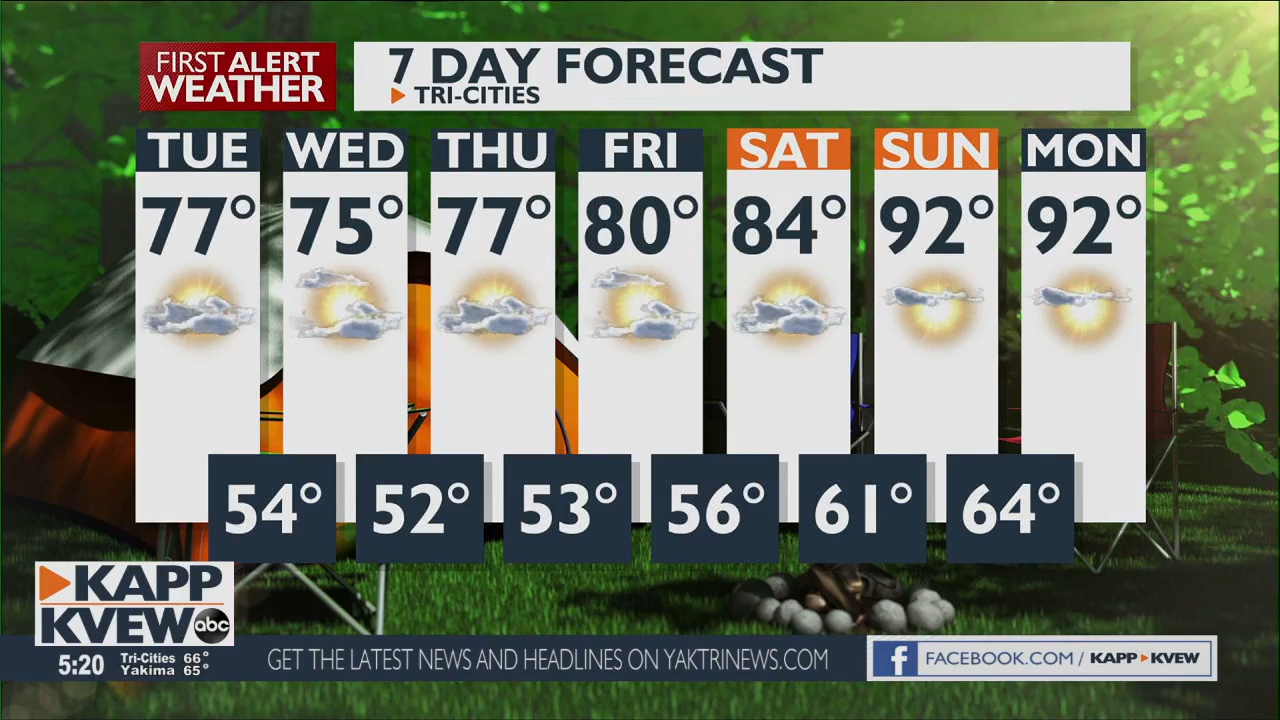 FIRST ALERT
WEATHER
7 DAY FORECAST
TRI-CITIES
TUE WED THU FRI SAT SUN MON
77° 75° 77° 80° 84° 92° 92°
54° 52° 53° 56° 61° 64°
KAPP
KVEW abc
5:20
Tri-Cities 66°
Yakima 65°
GET THE LATEST NEWS AND HEADLINES ON YAKTRINEWS.COM
f FACEBOOK.COM / KAPP KVEW